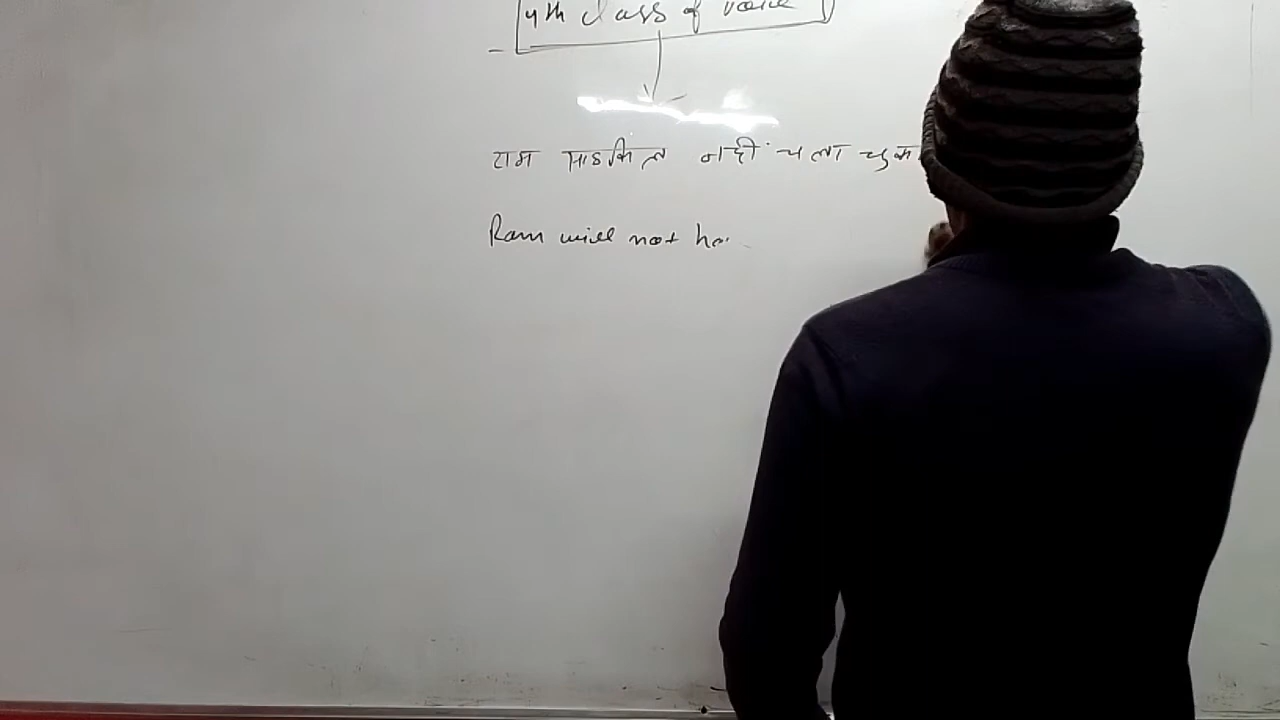 4th class of voice
राम साइकिल नहीं चला चुका
Ram will not ha